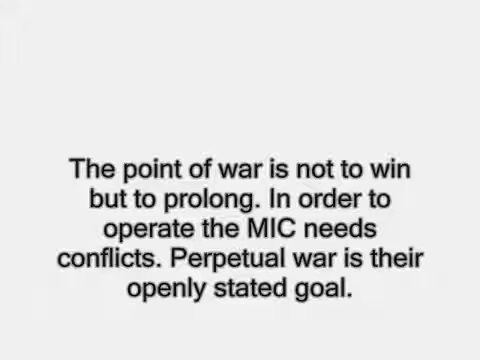 The point of war is not to win
but to prolong. In order to
operate the MIC needs
conflicts. Perpetual war is their
openly stated goal.